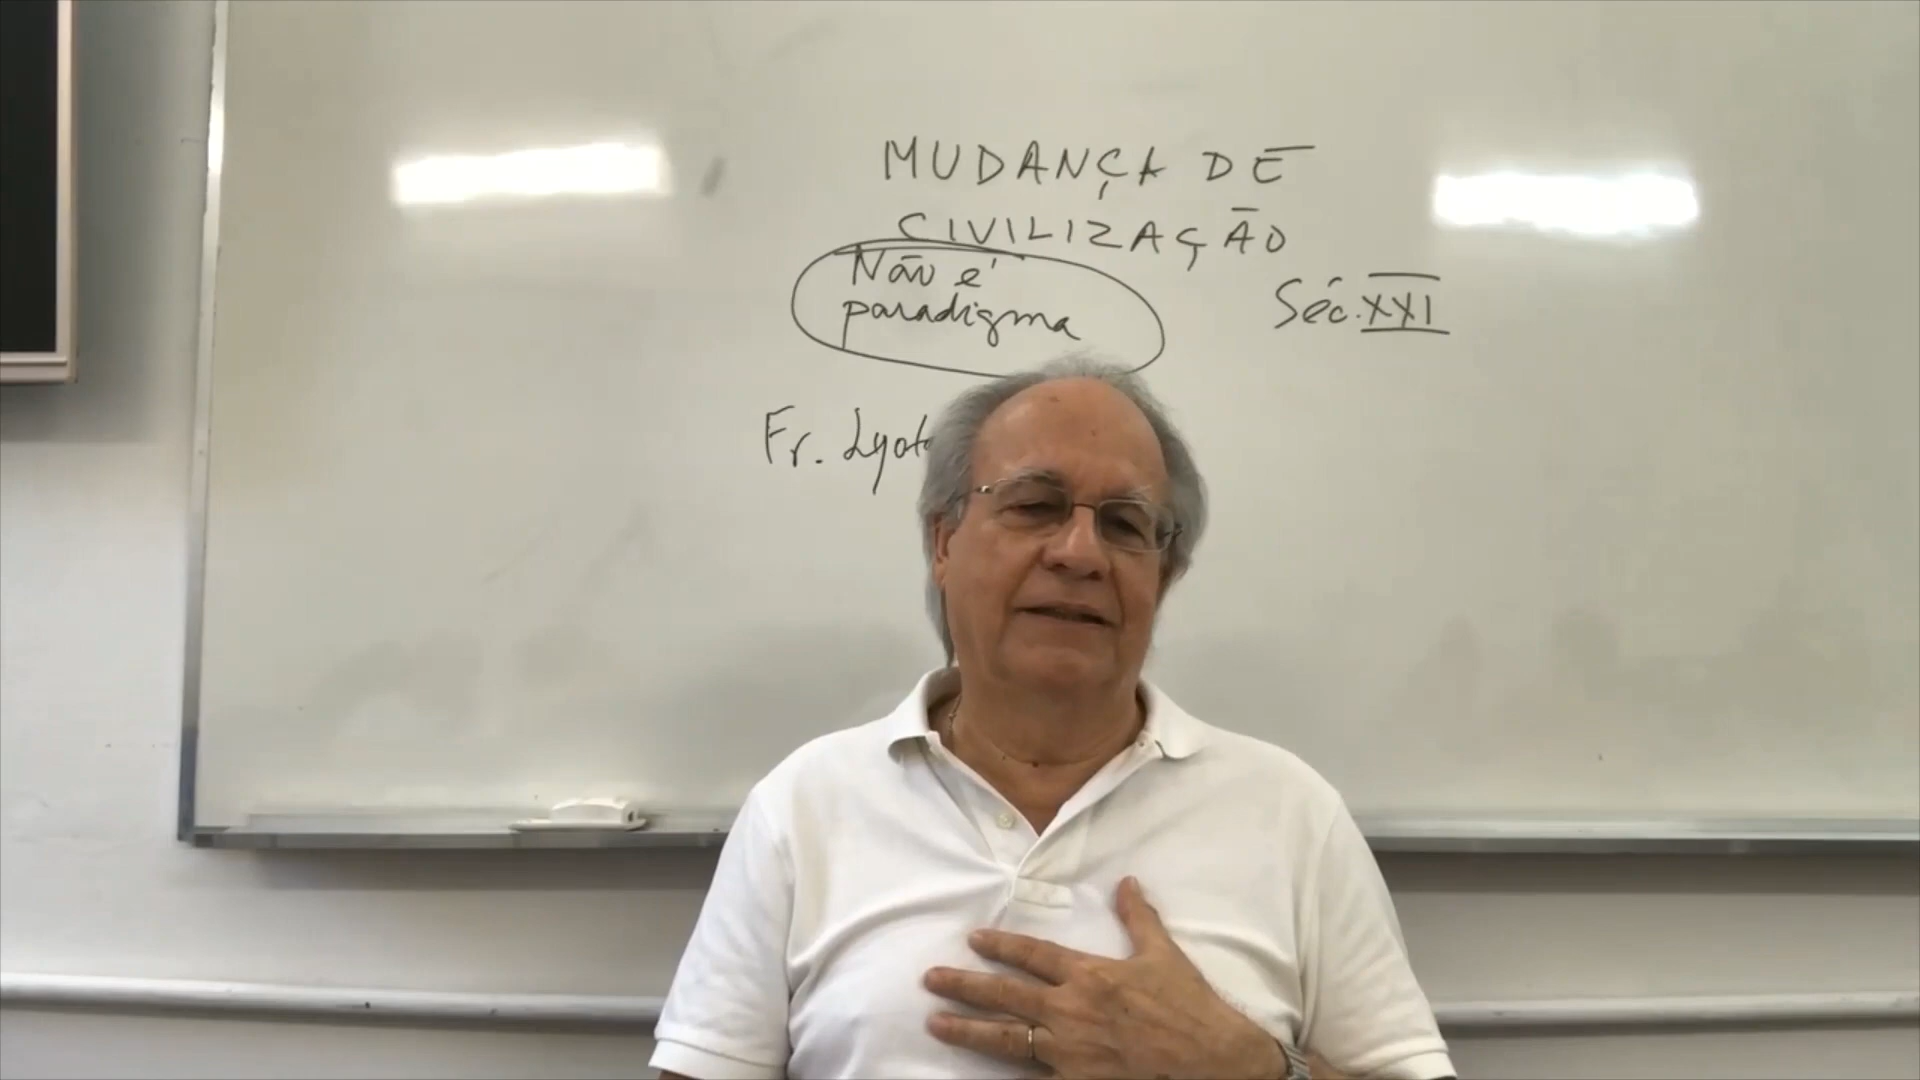 MUDANÇA DE
CIVILIZAÇÃO
Não é
paradigma
Séc. XXI
Fr.